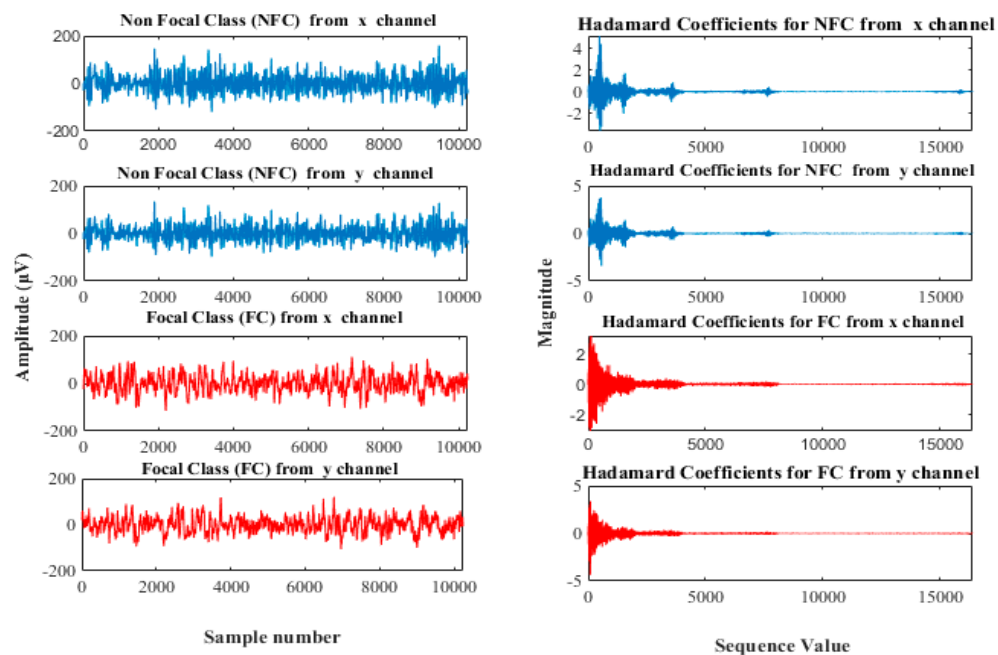 Non Focal Class (NFC) from x channel
200
0
-200
0 2000 4000 6000 8000 10000
Non Focal Class (NFC) from y channel
200
0
-200
0 2000 4000 6000 8000 10000
Focal Class (FC) from x channel
200
0
-200
0 2000 4000 6000 8000 10000
Focal Class (FC) from y channel
200
0
-200
0 2000 4000 6000 8000 10000
Amplitude (µV)
Sample number
Hadamard Coefficients for NFC from x channel
4
2
0
-2
0 5000 10000 15000
Hadamard Coefficients for NFC from y channel
5
0
-5
0 5000 10000 15000
Hadamard Coefficients for FC from x channel
2
0
-2
0 5000 10000 15000
Hadamard Coefficients for FC from y channel
5
0
-5
0 5000 10000 15000
Magnitude
Sequence Value